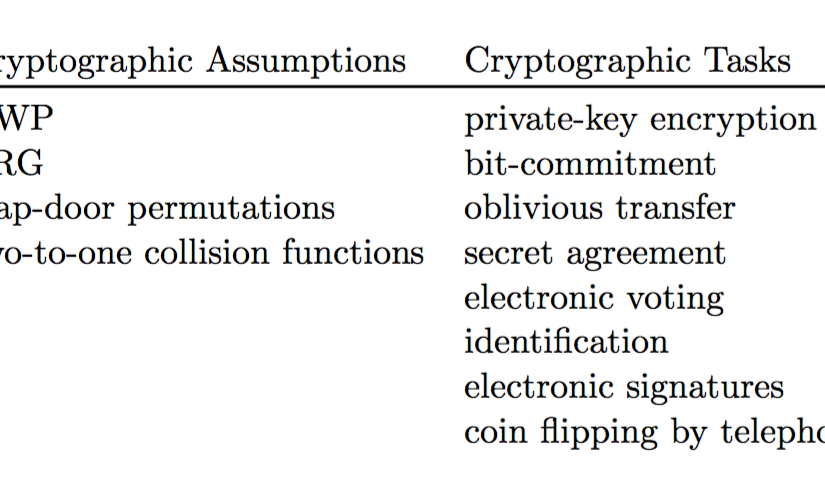 ryptographic Assumptions Cryptographic Tasks
WP private-key encryption
RG bit-commitment
ap-door permutations oblivious transfer
o-to-one collision functions secret agreement
electronic voting
identification
electronic signatures
coin flipping by telepho